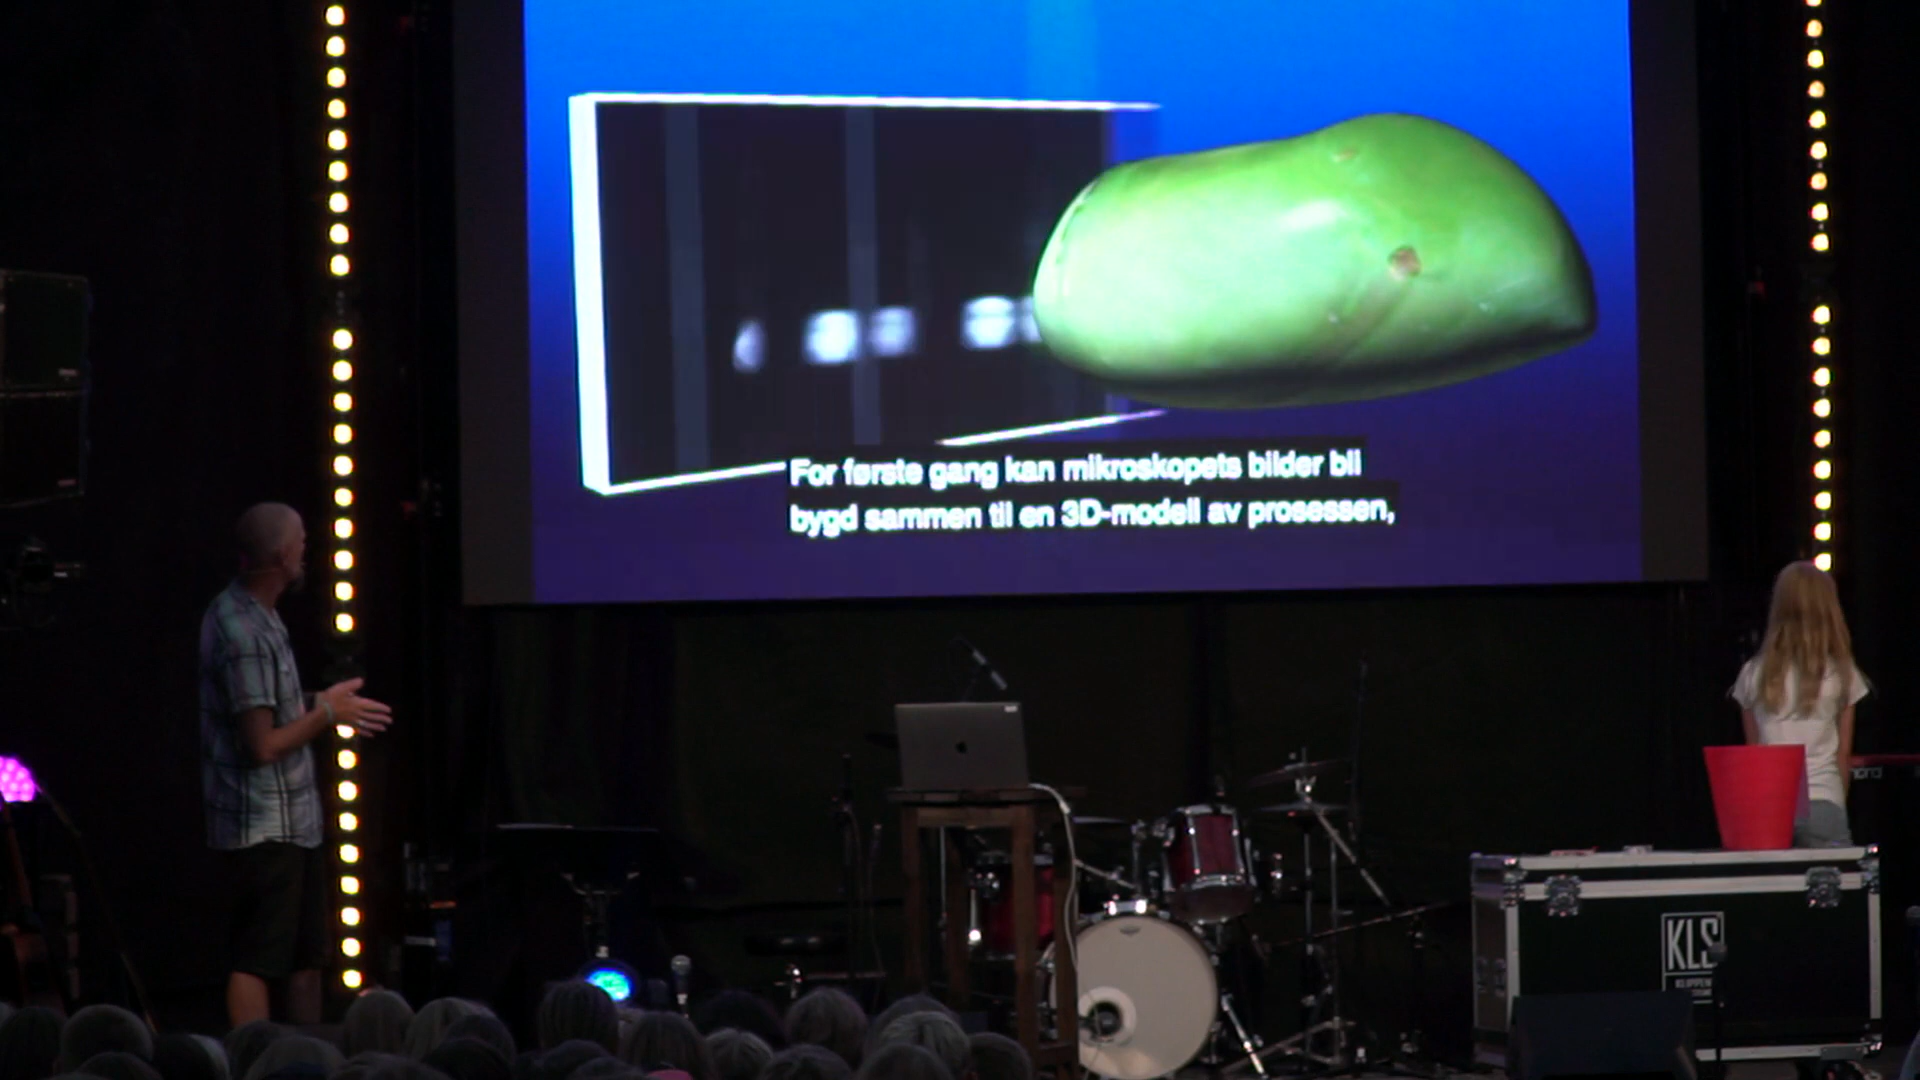 For første gang kan mikroskopets bilder bli
bygd sammen til en 3D-modell av prosessen,
KLS